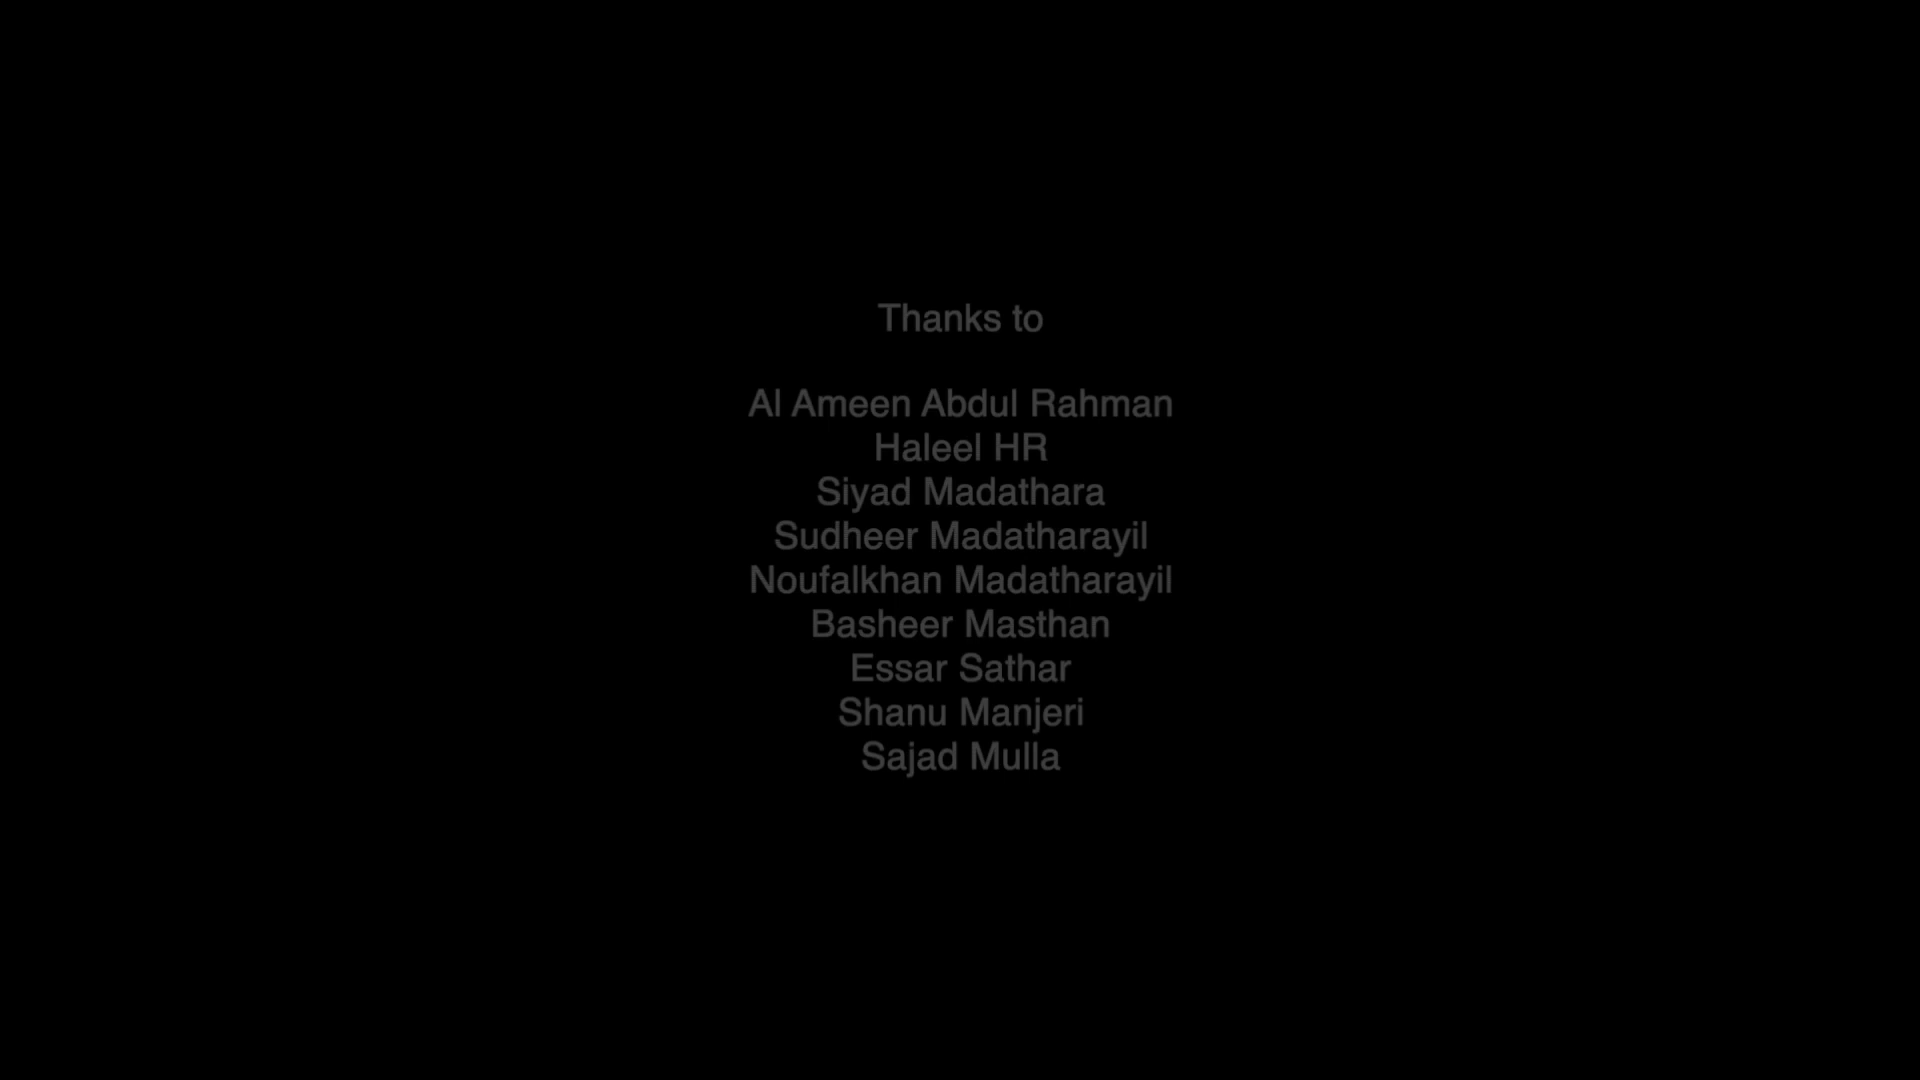 Thanks to
Al Ameen Abdul Rahman
Haleel HR
Siyad Madathara
Sudheer Madatharayil
Noufalkhan Madatharayil
Basheer Masthan
Essar Sathar
Shanu Manjeri
Sajad Mulla